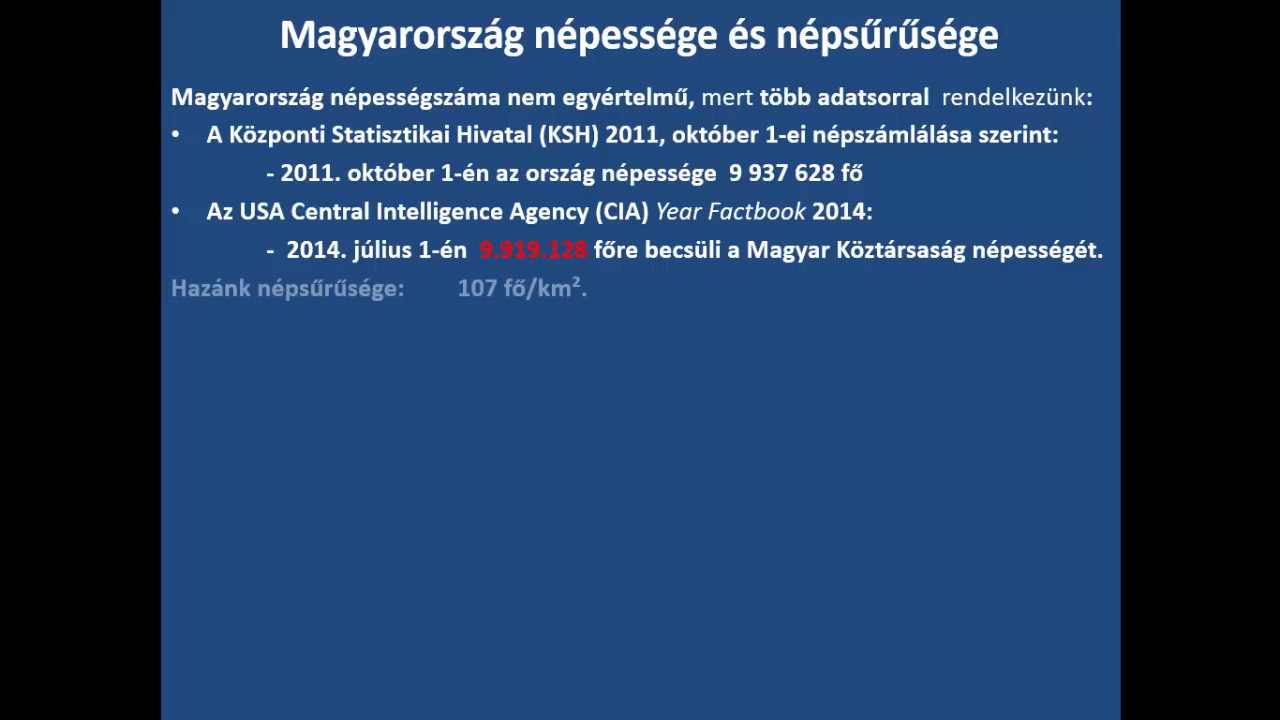 Magyarország népessége és népsűrűsége
Magyarország népességszáma nem egyértelmű, mert több adatsorral rendelkezünk:
• A Központi Statisztikai Hivatal (KSH) 2011, október 1-ei népszámlálása szerint:
- 2011. október 1-én az ország népessége 9 937 628 fő
• Az USA Central Intelligence Agency (CIA) Year Factbook 2014:
- 2014. július 1-én 9.919.128 főre becsüli a Magyar Köztársaság népességét.
Hazánk népsűrűsége: 107 fő/km².